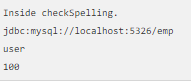 Inside checkSpelling.
jdbc:mysql://localhost:5326/emp
user
100